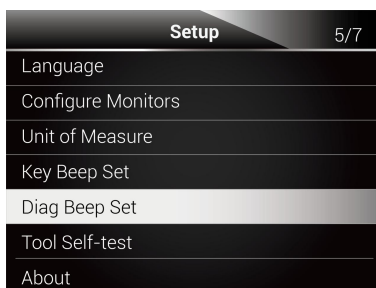 Setup 5/7
Language
Configure Monitors
Unit of Measure
Key Beep Set
Diag Beep Set
Tool Self-test
About